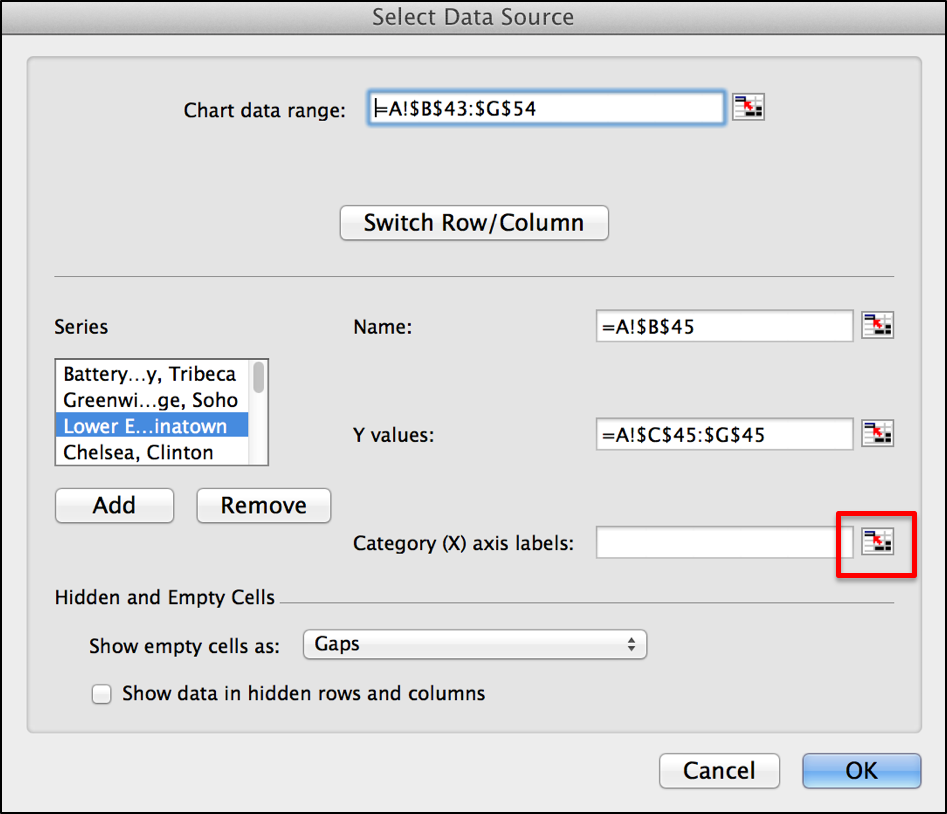 Select Data Source
Chart data range: =A!$B$43:$G$54
Switch Row/Column
Series
Name: =A!$B$45
Battery...y, Tribeca
Greenwi...ge, Soho
Lower E...inatown
Chelsea, Clinton
Y values: =A!$C$45:$G$45
Add Remove
Category (X) axis labels:
Hidden and Empty Cells
Show empty cells as: Gaps
Show data in hidden rows and columns
Cancel OK